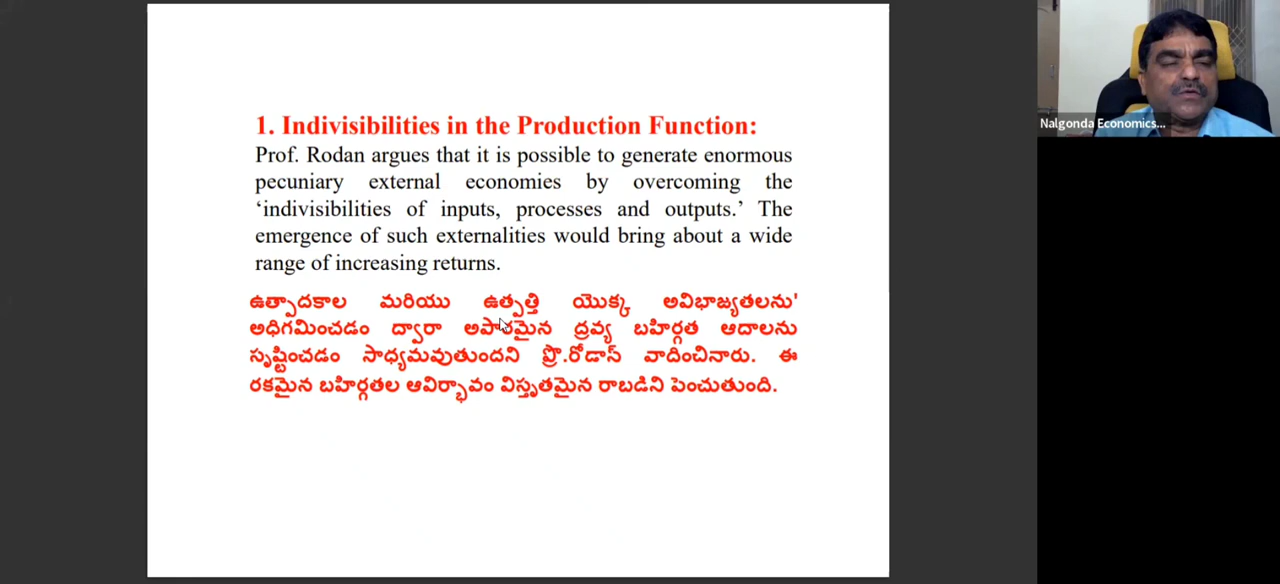 1. Indivisibilities in the Production Function:
Prof. Rodan argues that it is possible to generate enormous
pecuniary external economies by overcoming the
‘indivisibilities of inputs, processes and outputs.’ The
emergence of such externalities would bring about a wide
range of increasing returns.
ఉత్పాదకాల మరియు ఉత్పత్తి యొక్క అవిభాజ్యతలను'
అధిగమించడం ద్వారా అపారమైన ద్రవ్య బహిర్గత ఆదాలను
సృష్టించడం సాధ్యమవుతుందని ప్రొ.రోడాన్ వాదించినారు. ఈ
రకమైన బహిర్గతల ఆవిర్భావం విస్తృతమైన రాబడిని పెంచుతుంది.
Nalgonda Economics...